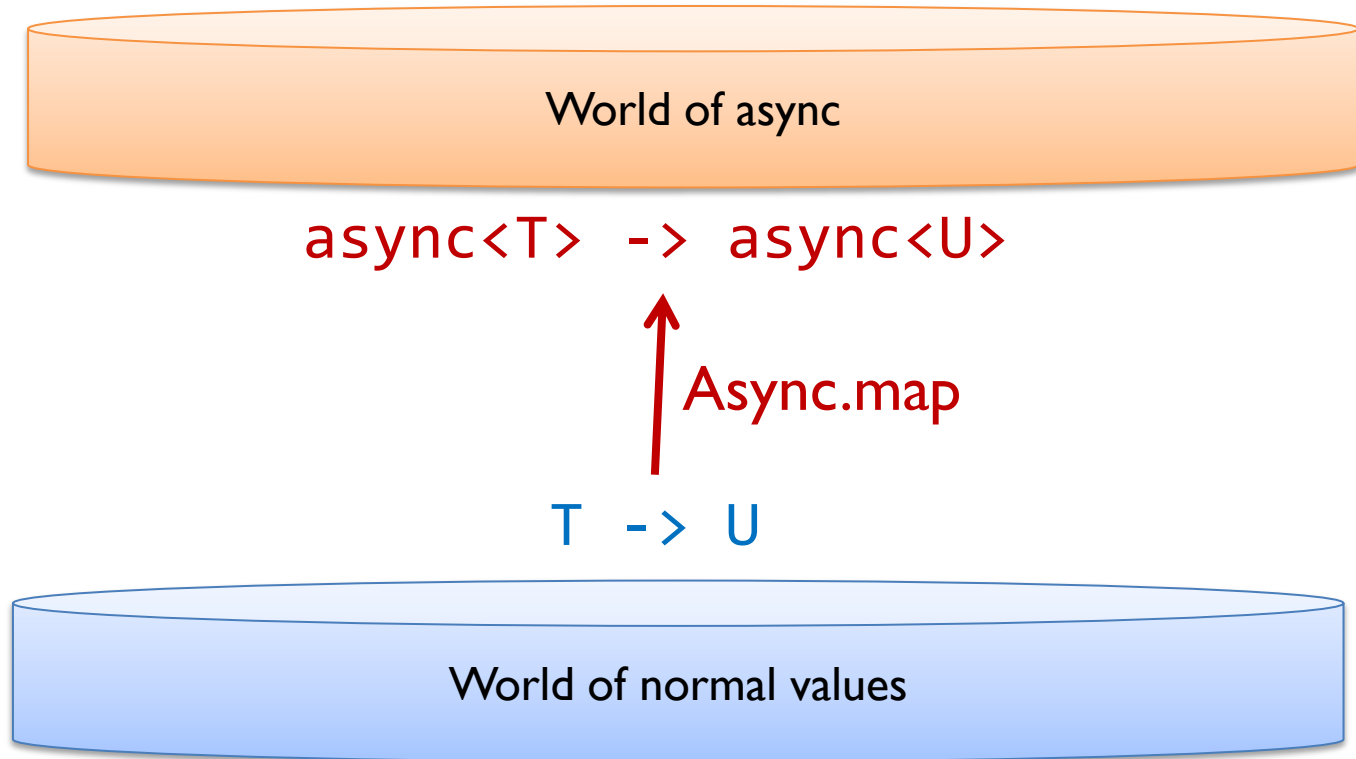 World of async
async<T> -> async<U>
Async.map
T -> U
World of normal values